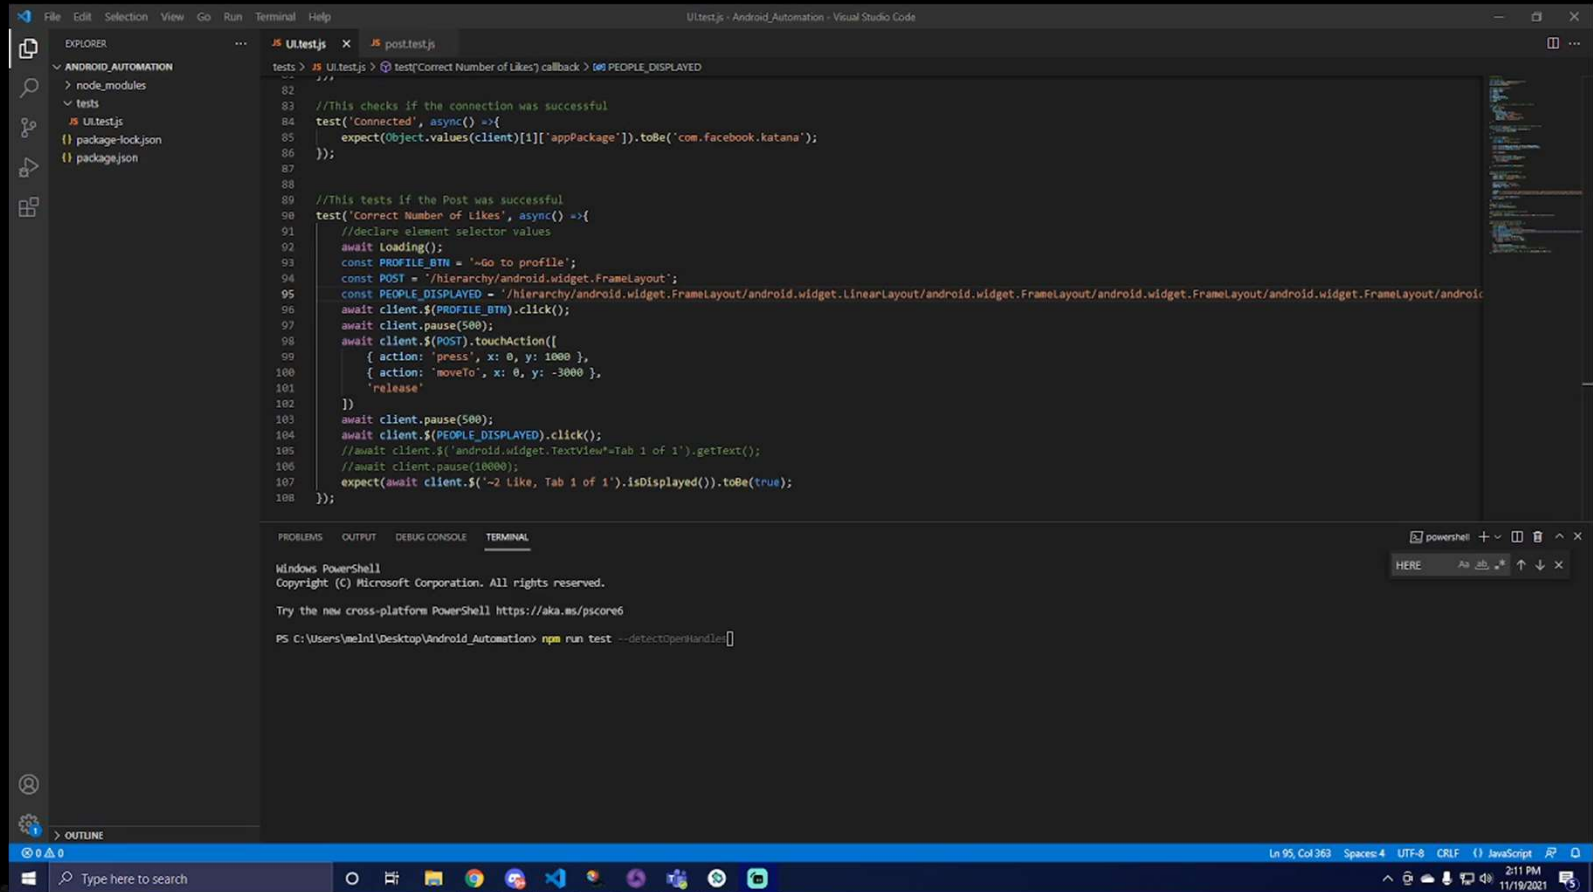 File Edit Selection View Go Run Terminal Help
UI.test.js - Android_Automation - Visual Studio Code
EXPLORER
ANDROID_AUTOMATION
node_modules
tests
JS UI.test.js
{} package-lock.json
{} package.json
OUTLINE
JS UI.test.js
JS post.test.js
tests > JS UI.test.js > test('Correct Number of Likes') callback > PEOPLE_DISPLAYED
82
83 //This checks if the connection was successful
84 test('Connected', async() =>{
85 expect(Object.values(client)[1]['appPackage']).toBe('com.facebook.katana');
86 });
87
88
89 //This tests if the Post was successful
90 test('Correct Number of Likes', async() =>{
91 //declare element selector values
92 await Loading();
93 const PROFILE_BTN = '~Go to profile';
94 const POST = '/hierarchy/android.widget.FrameLayout';
95 const PEOPLE_DISPLAYED = '/hierarchy/android.widget.FrameLayout/android.widget.LinearLayout/android.widget.FrameLayout/android.widget.FrameLayout/android.widget.FrameLayout/androi
96 await client.$(PROFILE_BTN).click();
97 await client.pause(500);
98 await client.$(POST).touchAction([
99 { action: 'press', x: 0, y: 1000 },
100 { action: 'moveTo', x: 0, y: -3000 },
101 'release'
102 ])
103 await client.pause(500);
104 await client.$(PEOPLE_DISPLAYED).click();
105 //await client.$('android.widget.TextView*=Tab 1 of 1').getText();
106 //await client.pause(10000);
107 expect(await client.$('~2 Like, Tab 1 of 1').isDisplayed()).toBe(true);
108 });
PROBLEMS OUTPUT DEBUG CONSOLE TERMINAL
powershell
HERE
Windows PowerShell
Copyright (C) Microsoft Corporation. All rights reserved.
Try the new cross-platform PowerShell https://aka.ms/pscore6
PS C:\Users\melni\Desktop\Android_Automation> npm run test --detectOpenHandles
0 0
Ln 95, Col 363 Spaces: 4 UTF-8 CRLF {} JavaScript
Type here to search
2:11 PM
11/19/2021